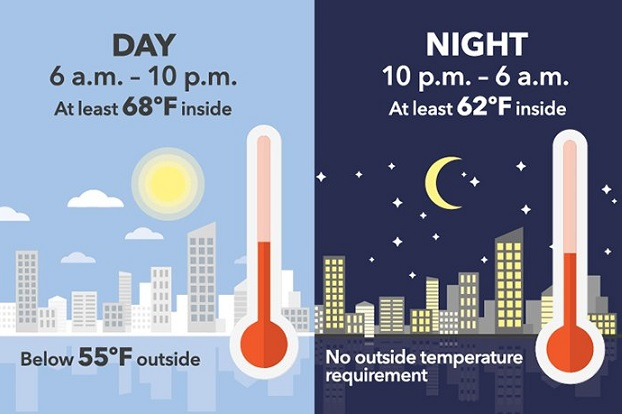 DAY
6 a.m. – 10 p.m.
At least 68°F inside
Below 55°F outside
NIGHT
10 p.m. – 6 a.m.
At least 62°F inside
No outside temperature
requirement